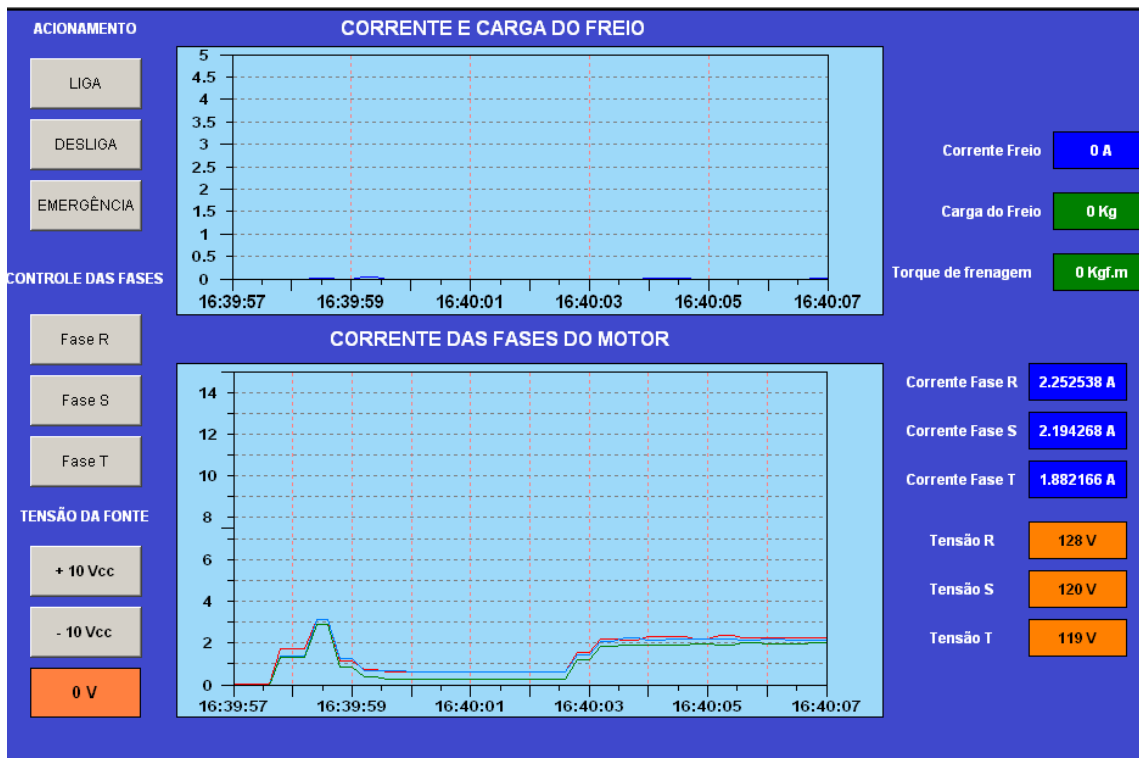 ACIONAMENTO
LIGA
DESLIGA
EMERGÊNCIA
CONTROLE DAS FASES
Fase R
Fase S
Fase T
TENSÃO DA FONTE
+ 10 Vcc
- 10 Vcc
0 V
CORRENTE E CARGA DO FREIO
5
4.5
4
3.5
3
2.5
2
1.5
1
0.5
0
16:39:57 16:39:59 16:40:01 16:40:03 16:40:05 16:40:07
CORRENTE DAS FASES DO MOTOR
14
12
10
8
6
4
2
0
16:39:57 16:39:59 16:40:01 16:40:03 16:40:05 16:40:07
Corrente Freio 0 A
Carga do Freio 0 Kg
Torque de frenagem 0 Kgf.m
Corrente Fase R 2.252538 A
Corrente Fase S 2.194268 A
Corrente Fase T 1.882166 A
Tensão R 128 V
Tensão S 120 V
Tensão T 119 V